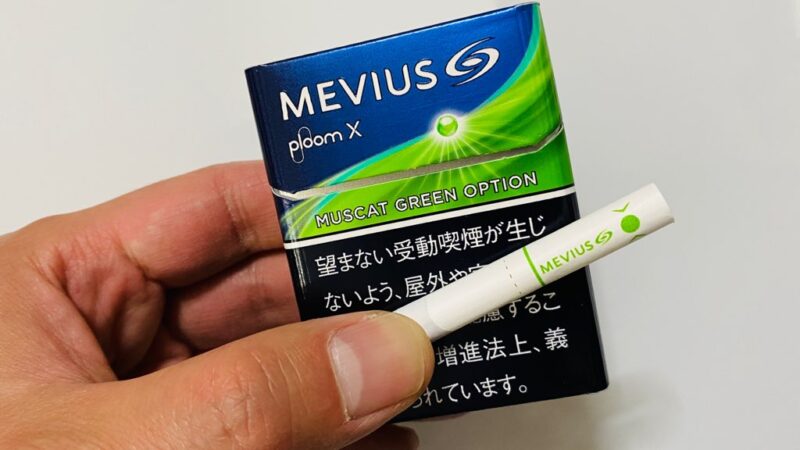 MEVIUS
ploom X
MUSCAT GREEN OPTION
望まない受動喫煙が生じ
ないよう、屋外や
するこ
増進法上、義
れています。
MEVIUS